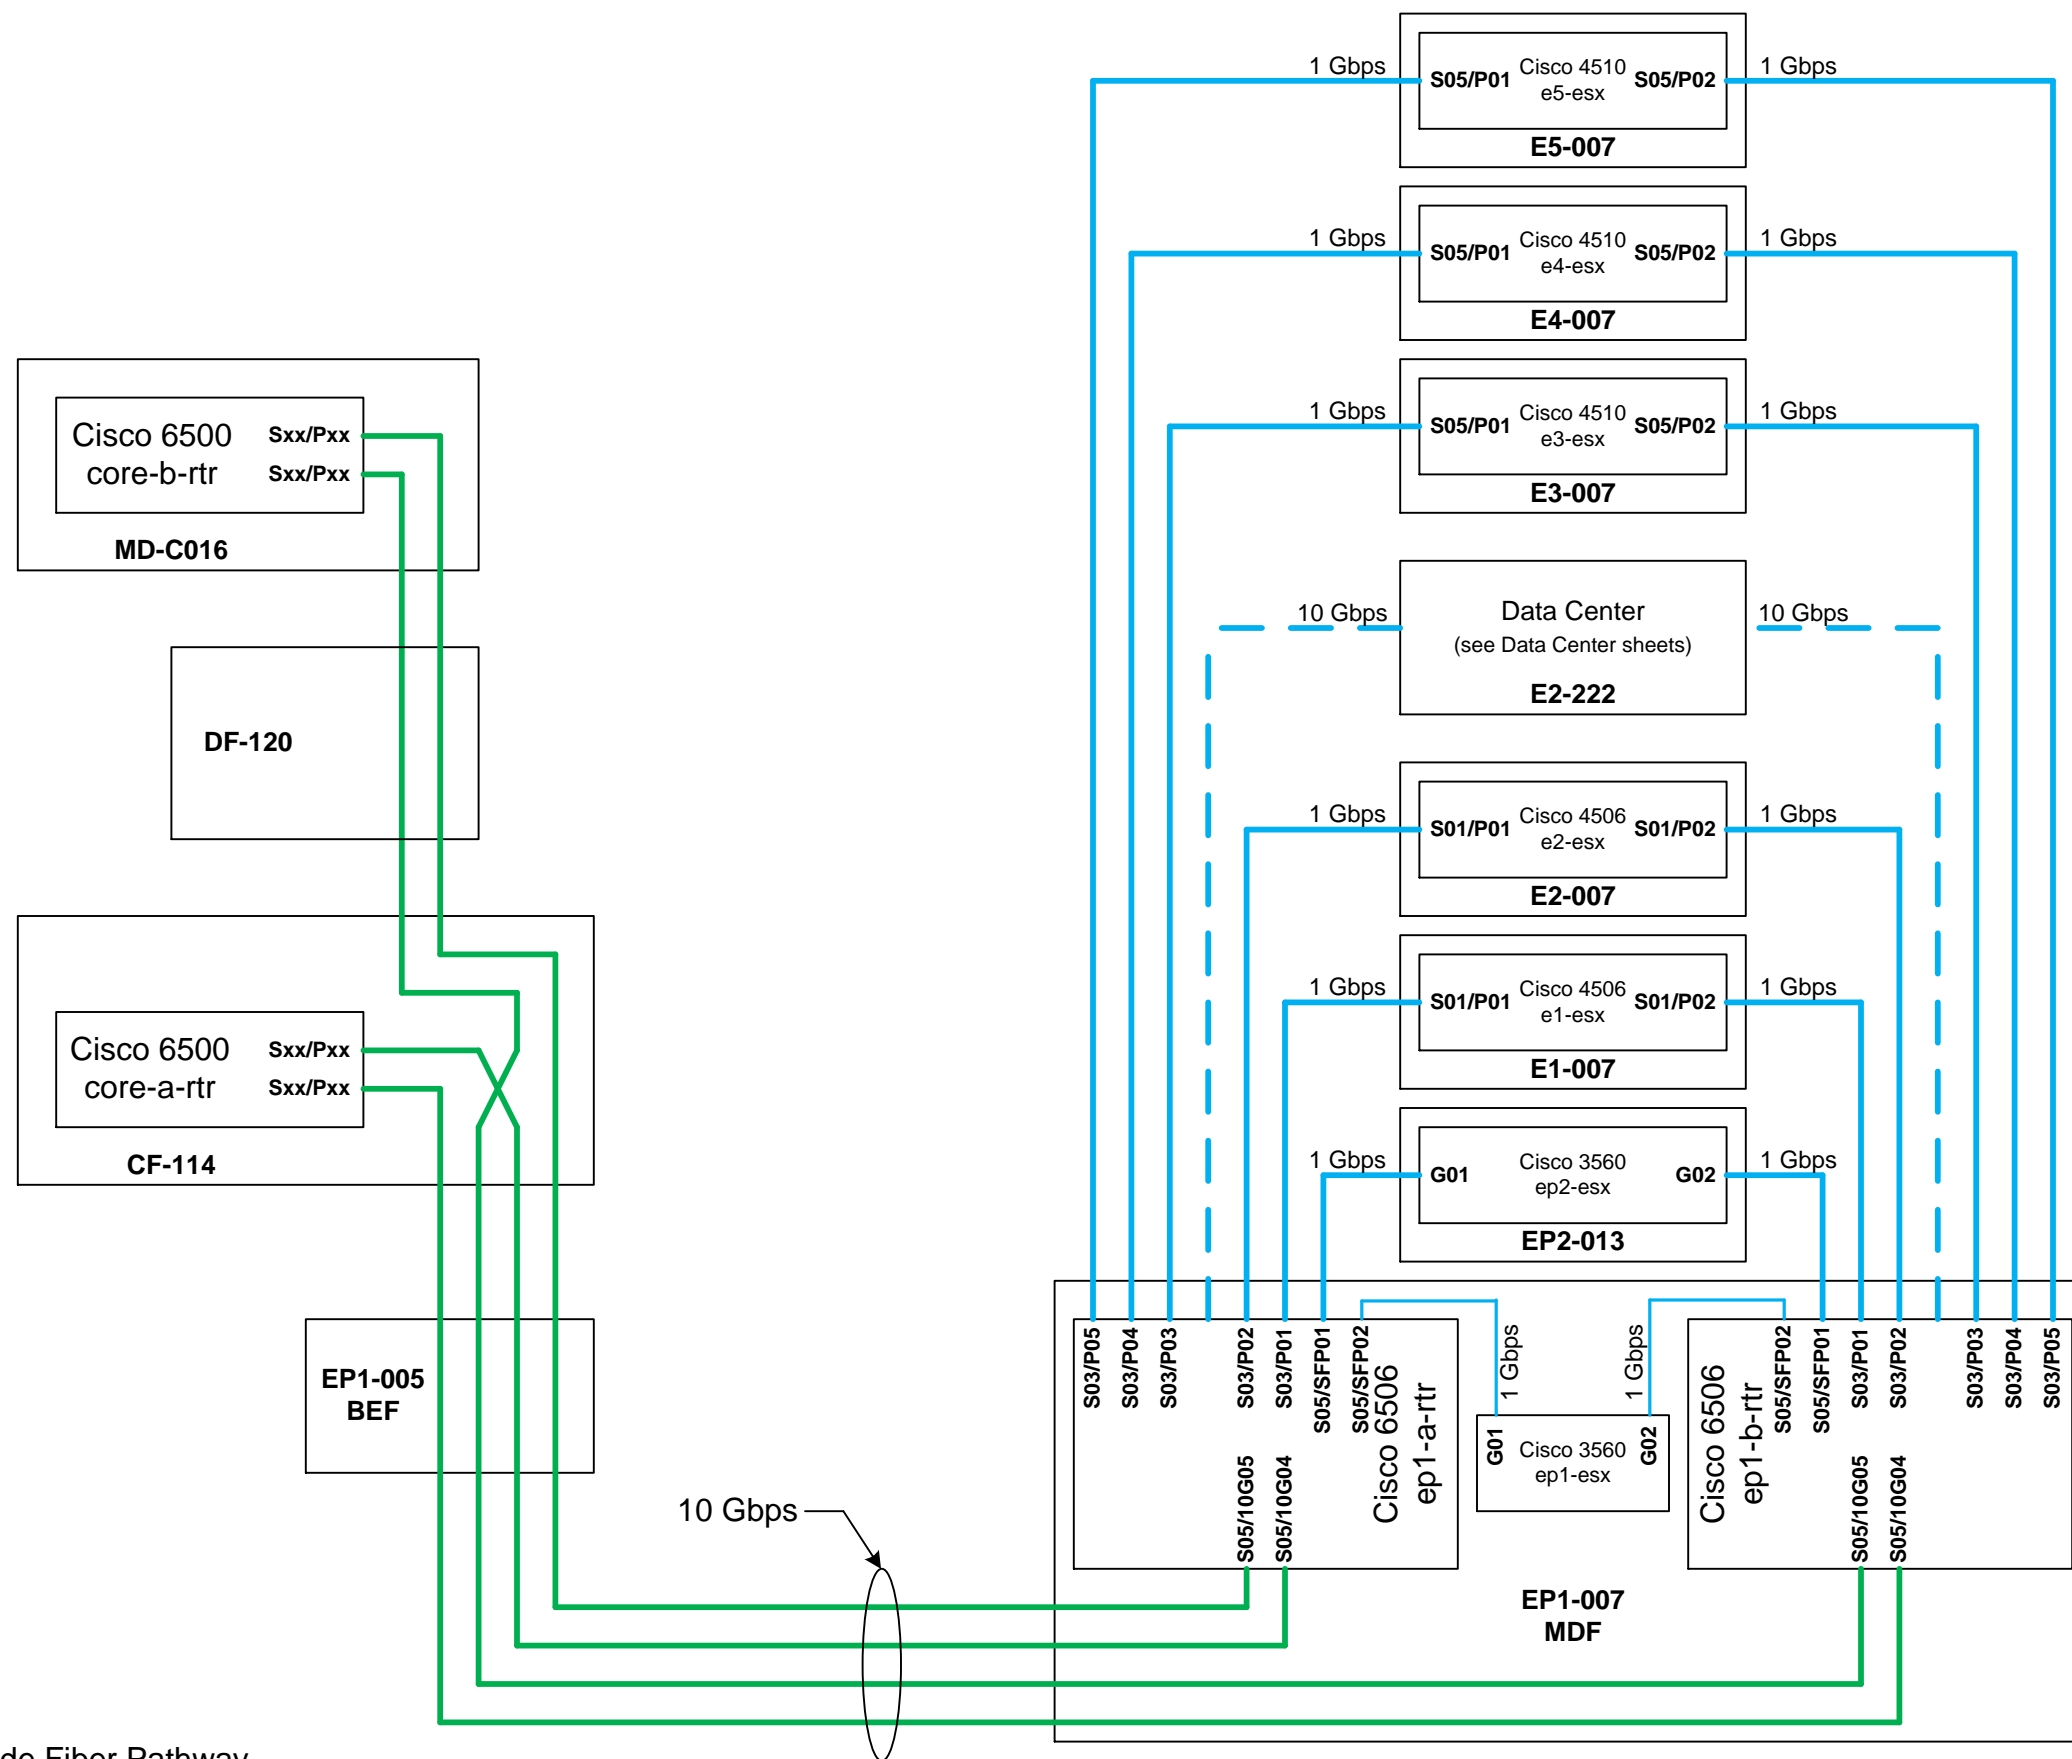 1 Gbps
S05/P01
Cisco 4510
e5-esx
S05/P02
1 Gbps
E5-007
1 Gbps
S05/P01
Cisco 4510
e4-esx
S05/P02
1 Gbps
E4-007
1 Gbps
S05/P01
Cisco 4510
e3-esx
S05/P02
1 Gbps
E3-007
Cisco 6500
core-b-rtr
Sxx/Pxx
Sxx/Pxx
MD-C016
10 Gbps
Data Center
(see Data Center sheets)
10 Gbps
E2-222
DF-120
1 Gbps
S01/P01
Cisco 4506
e2-esx
S01/P02
1 Gbps
E2-007
1 Gbps
S01/P01
Cisco 4506
e1-esx
S01/P02
1 Gbps
E1-007
Cisco 6500
core-a-rtr
Sxx/Pxx
Sxx/Pxx
CF-114
1 Gbps
G01
Cisco 3560
ep2-esx
G02
1 Gbps
EP2-013
EP1-005
BEF
S03/P05
S03/P04
S03/P03
S03/P02
S03/P01
S05/SFP01
S05/SFP02
Cisco 6506
ep1-a-rtr
S05/10G05
S05/10G04
1 Gbps
G01
Cisco 3560
ep1-esx
G02
1 Gbps
Cisco 6506
ep1-b-rtr
S05/SFP02
S05/SFP01
S03/P01
S03/P02
S03/P03
S03/P04
S03/P05
S05/10G05
S05/10G04
10 Gbps
EP1-007
MDF
Fiber Pathway